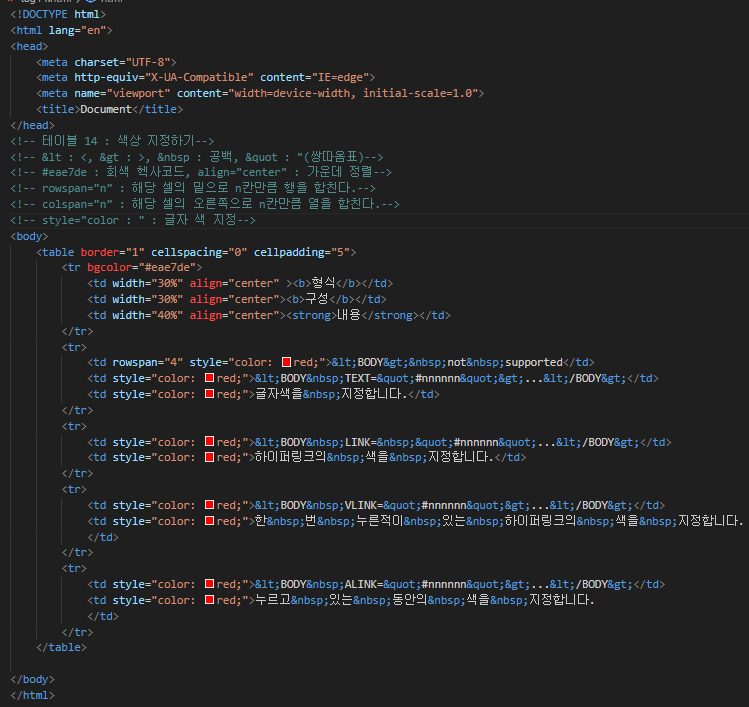 <!DOCTYPE html>
<html lang="en">
<head>
    <meta charset="UTF-8">
    <meta http-equiv="X-UA-Compatible" content="IE=edge">
    <meta name="viewport" content="width=device-width, initial-scale=1.0">
    <title>Document</title>
</head>
<!-- 테이블 14 : 색상 지정하기-->
<!-- &lt : <, &gt : >, &nbsp : 공백, &quot : "(쌍따옴표)-->
<!-- #eae7de : 회색 헥사코드, align="center" : 가운데 정렬-->
<!-- rowspan="n" : 해당 셀의 밑으로 n칸만큼 행을 합친다.-->
<!-- colspan="n" : 해당 셀의 오른쪽으로 n칸만큼 열을 합친다.-->
<!-- style="color : " : 글자 색 지정-->
<body>
    <table border="1" cellspacing="0" cellpadding="5">
        <tr bgcolor="#eae7de">
            <td width="30%" align="center" ><b>형식</b></td>
            <td width="30%" align="center"><b>구성</b></td>
            <td width="40%" align="center"><strong>내용</strong></td>
        </tr>
        <tr>
            <td rowspan="4" style="color: red;">&lt;BODY&gt;&nbsp;not&nbsp;supported</td>
            <td style="color: red;">&lt;BODY&nbsp;TEXT=&quot;#nnnnnn&quot;&gt;...&lt;/BODY&gt;</td>
            <td style="color: red;">글자색을&nbsp;지정합니다.</td>
        </tr>
        <tr>
            <td style="color: red;">&lt;BODY&nbsp;LINK=&nbsp;&quot;#nnnnnn&quot;...&lt;/BODY&gt;</td>
            <td style="color: red;">하이퍼링크의&nbsp;색을&nbsp;지정합니다.</td>
        </tr>
        <tr>
            <td style="color: red;">&lt;BODY&nbsp;VLINK=&quot;#nnnnnn&quot;&gt;...&lt;/BODY&gt;</td>
            <td style="color: red;">한&nbsp;번&nbsp;누른적이&nbsp;있는&nbsp;하이퍼링크의&nbsp;색을&nbsp;지정합니다.
            </td>
        </tr>
        <tr>
            <td style="color: red;">&lt;BODY&nbsp;ALINK=&quot;#nnnnnn&quot;&gt;...&lt;/BODY&gt;</td>
            <td style="color: red;">누르고&nbsp;있는&nbsp;동안의&nbsp;색을&nbsp;지정합니다.
            </td>
        </tr>
    </table>
</body>
</html>